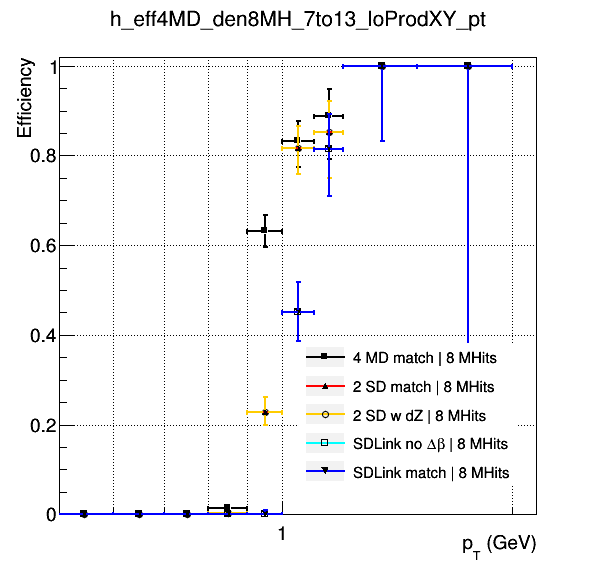 h_eff4MD_den8MH_7to13_loProdXY_pt
Efficiency
1
0.8
0.6
0.4
0.2
0
4 MD match | 8 MHits
2 SD match | 8 MHits
2 SD w dZ | 8 MHits
SDLink no Δβ | 8 MHits
SDLink match | 8 MHits
1
p_T (GeV)